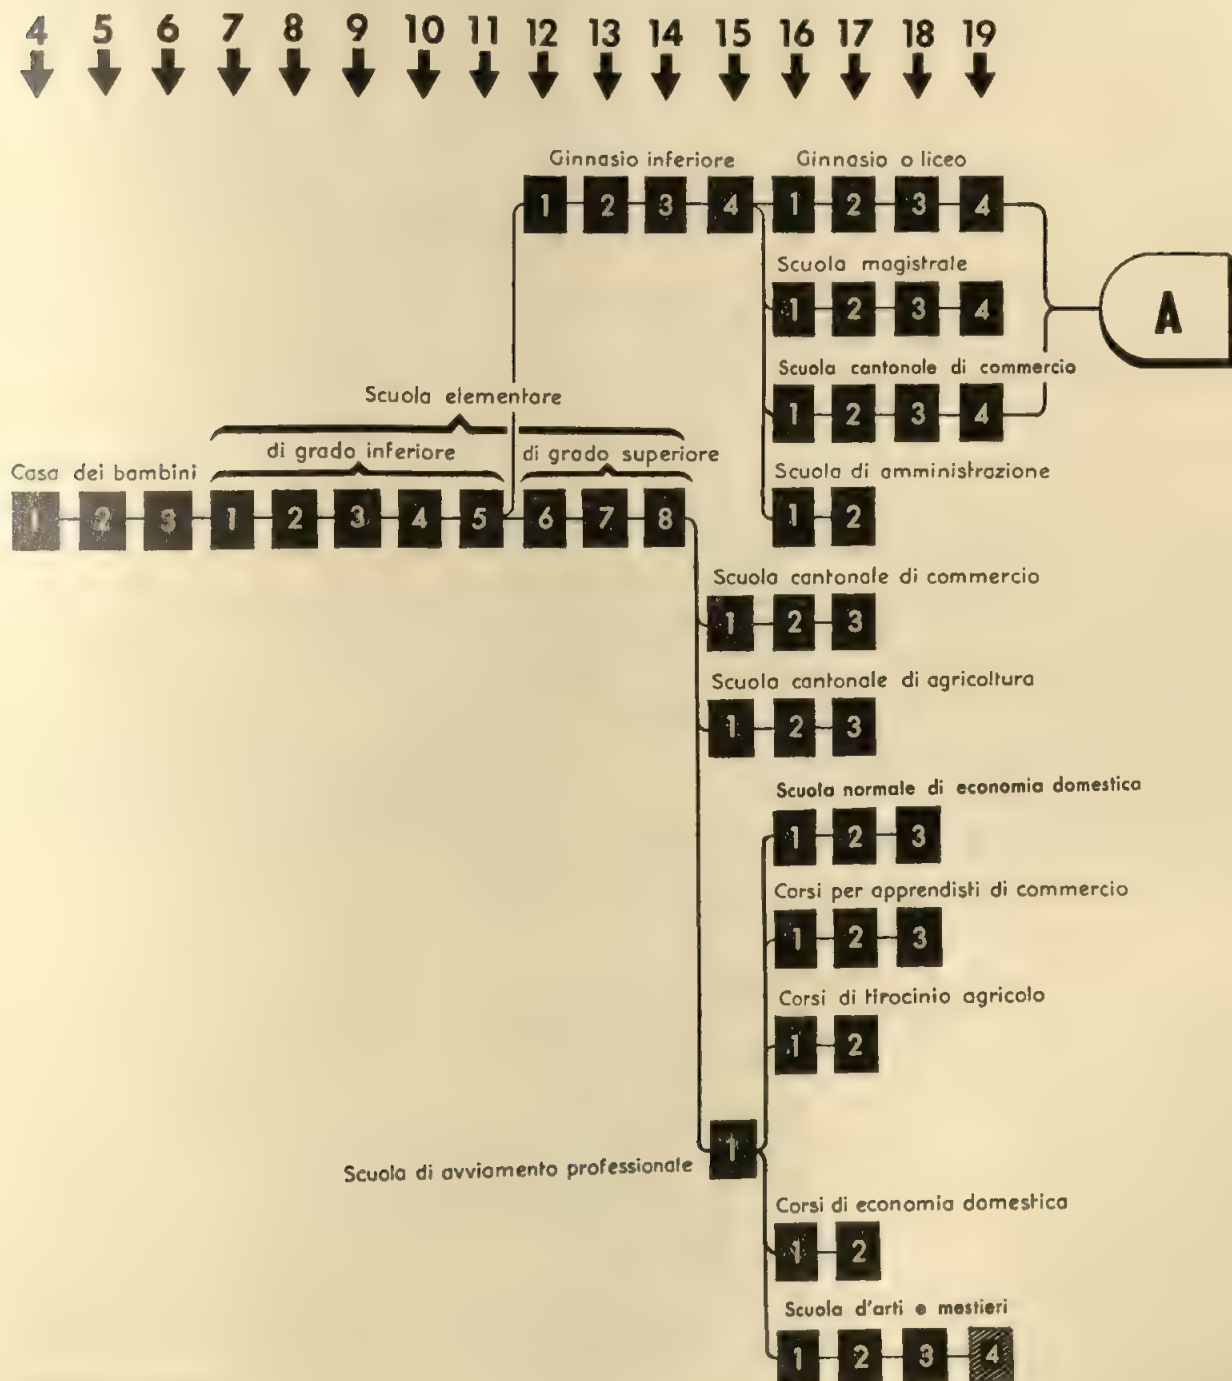 4 5 6 7 8 9 10 11 12 13 14 15 16 17 18 19
Ginnasio inferiore Ginnasio o liceo
1 2 3 4 1 2 3 4
Scuola magistrale
1 2 3 4
A
Scuola cantonale di commercio
1 2 3 4
Scuola elementare
di grado inferiore di grado superiore
Casa dei bambini
Scuola di amministrazione
1 2 3 1 2 3 4 5 6 7 8 1 2
Scuola cantonale di commercio
1 2 3
Scuola cantonale di agricoltura
1 2 3
Scuola normale di economia domestica
1 2 3
Corsi per apprendisti di commercio
1 2 3
Corsi di tirocinio agricolo
1 2
Scuola di avviamento professionale 1
Corsi di economia domestica
1 2
Scuola d'arti e mestieri
1 2 3 4